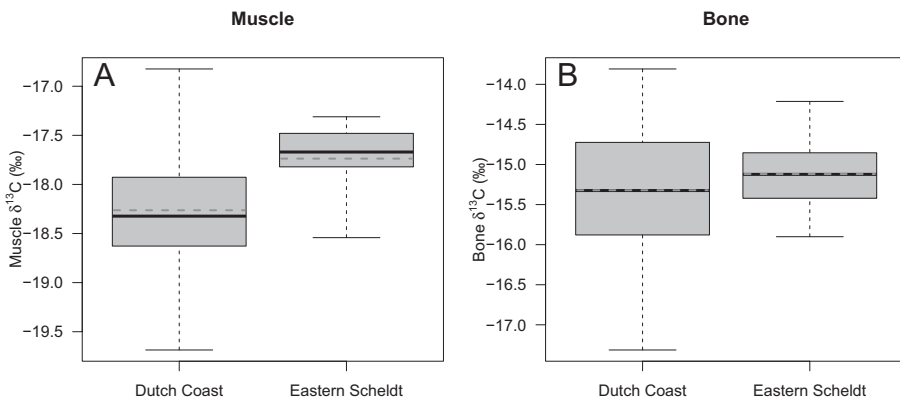 Muscle
A
−17.0
−17.5
−18.0
−18.5
−19.0
−19.5
Muscle δ¹³C (‰)
Dutch Coast
Eastern Scheldt
Bone
B
−14.0
−14.5
−15.0
−15.5
−16.0
−16.5
−17.0
Bone δ¹³C (‰)
Dutch Coast
Eastern Scheldt